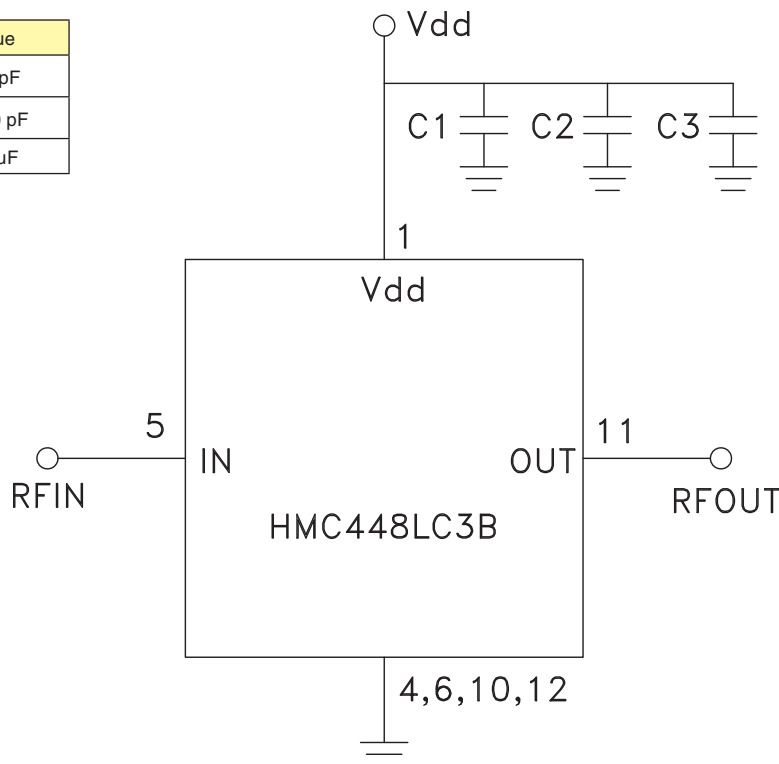 pF
pF
uF
Vdd
C1 C2 C3
1
Vdd
5
11
IN
OUT
RFIN
RFOUT
HMC448LC3B
4,6,10,12